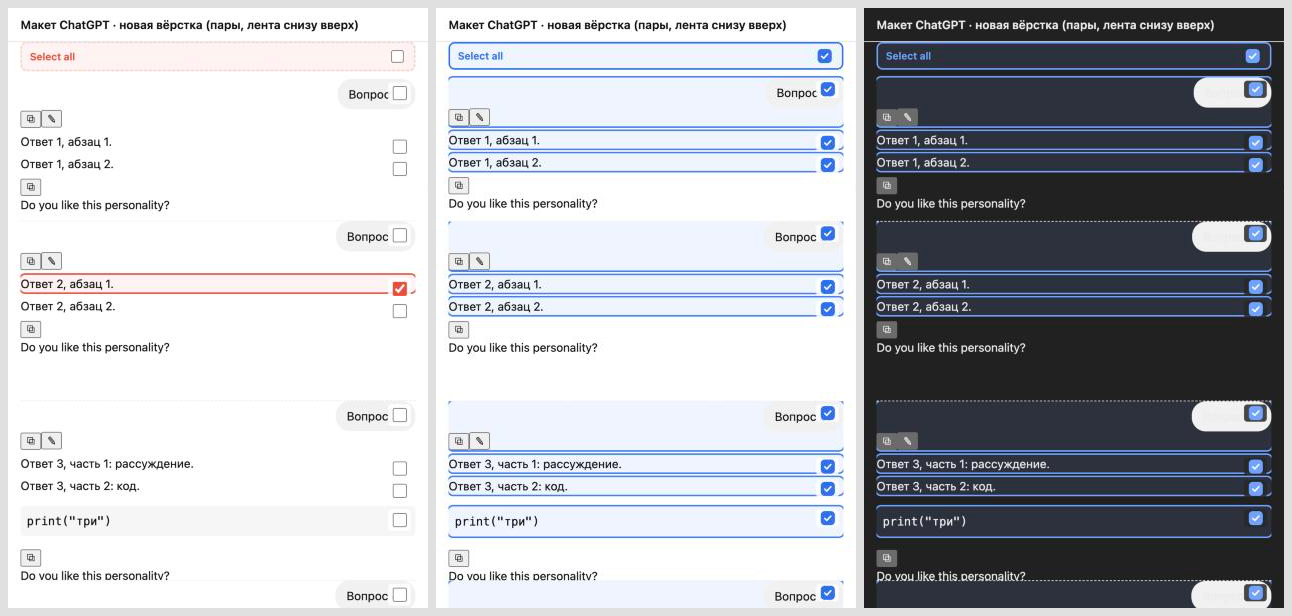 Макет ChatGPT · новая вёрстка (пары, лента снизу вверх)
Select all
Вопрос
Ответ 1, абзац 1.
Ответ 1, абзац 2.
Do you like this personality?
Вопрос
Ответ 2, абзац 1.
Ответ 2, абзац 2.
Do you like this personality?
Вопрос
Ответ 3, часть 1: рассуждение.
Ответ 3, часть 2: код.
print("три")
Do you like this personality?
Вопрос
Макет ChatGPT · новая вёрстка (пары, лента снизу вверх)
Select all
Вопрос
Ответ 1, абзац 1.
Ответ 1, абзац 2.
Do you like this personality?
Вопрос
Ответ 2, абзац 1.
Ответ 2, абзац 2.
Do you like this personality?
Вопрос
Ответ 3, часть 1: рассуждение.
Ответ 3, часть 2: код.
print("три")
Do you like this personality?
Вопрос
Макет ChatGPT · новая вёрстка (пары, лента снизу вверх)
Select all
Ответ 1, абзац 1.
Ответ 1, абзац 2.
Do you like this personality?
Ответ 2, абзац 1.
Ответ 2, абзац 2.
Do you like this personality?
Ответ 3, часть 1: рассуждение.
Ответ 3, часть 2: код.
print("три")
Do you like this personality?